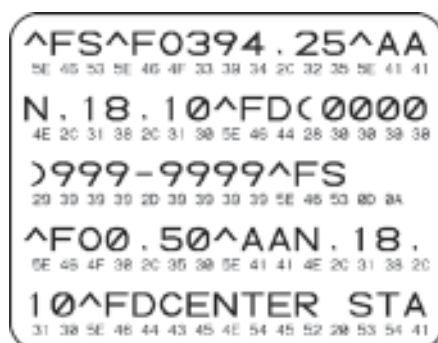 ^FS^FO394.25^AA
5E 46 53 5E 46 4F 33 39 34 2C 32 35 5E 41 41
N.18.10^FD(0000
4E 2C 31 38 2C 31 30 5E 46 44 28 30 30 30 30
)999-9999^FS
29 39 39 39 2D 39 39 39 39 5E 46 53 0D 0A
^FO0.50^AAN.18.
5E 46 4F 30 2C 35 30 5E 41 41 4E 2C 31 38 2C
10^FDCENTER STA
31 30 5E 46 44 43 45 4E 54 45 52 20 53 54 41